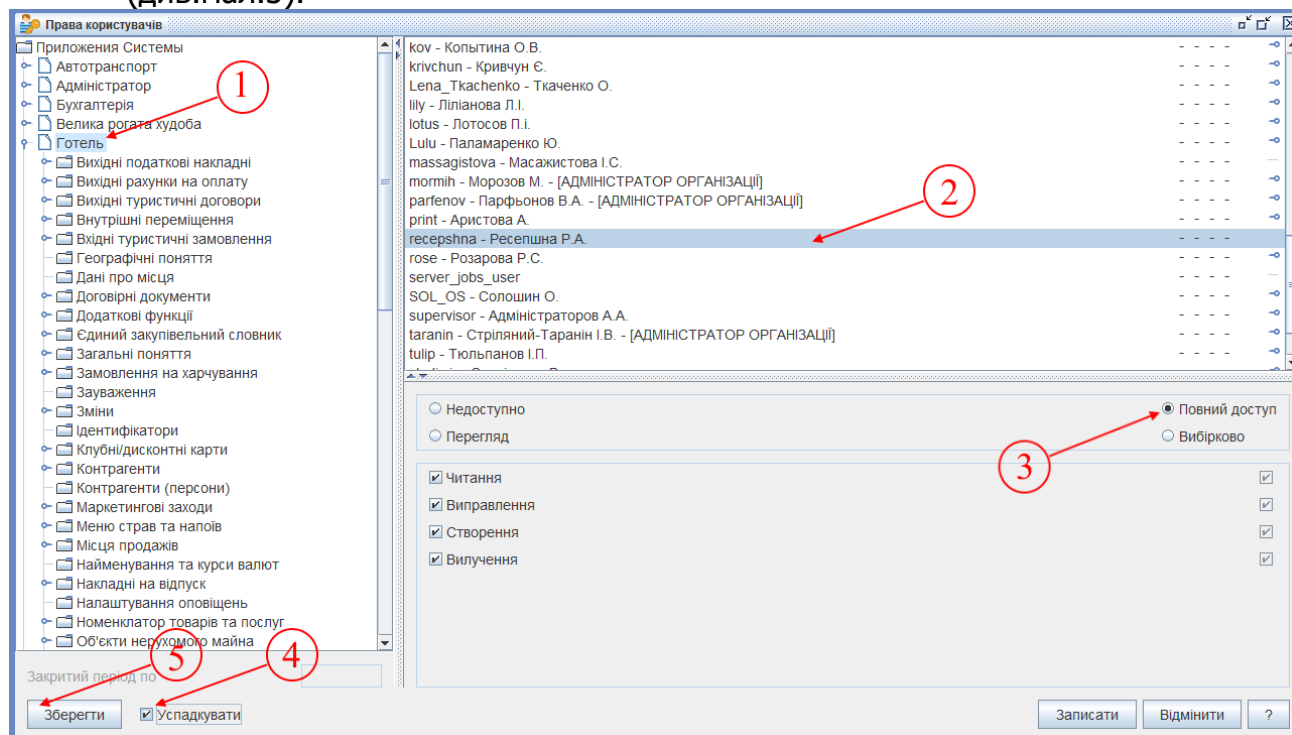 (див.мал.3).
Права користувачів
Приложения Системы
Автотранспорт
Адміністратор
Бухгалтерія
Велика рогата худоба
Готель
Вихідні податкові накладні
Вихідні рахунки на оплату
Вихідні туристичні договори
Внутрішні переміщення
Вхідні туристичні замовлення
Географічні поняття
Дані про місця
Договірні документи
Додаткові функції
Єдиний закупівельний словник
Загальні поняття
Замовлення на харчування
Зауваження
Зміни
Ідентифікатори
Клубні/дисконтні карти
Контрагенти
Контрагенти (персони)
Маркетингові заходи
Меню страв та напоїв
Місця продажів
Найменування та курси валют
Накладні на відпуск
Налаштування оповіщень
Номенклатор товарів та послуг
Об'єкти нерухомого майна
Закритий період по
Зберегти
Успадкувати
1
5
4
kov - Копытина О.В. - - - -
krivchun - Кривчун Є. - - - -
Lena_Tkachenko - Ткаченко О. - - - -
lily - Ліліанова Л.І. - - - -
lotus - Лотосов П.і. - - - -
Lulu - Паламаренко Ю. - - - -
massagistova - Масажистова І.С. - - - -
mormih - Морозов М. - [АДМІНІСТРАТОР ОРГАНІЗАЦІЇ] - - - -
parfenov - Парфьонов В.А. - [АДМІНІСТРАТОР ОРГАНІЗАЦІЇ] - - - -
print - Аристова А. - - - -
recepshna - Ресепшна Р.А. - - - -
rose - Розарова Р.С. - - - -
server_jobs_user - - - -
SOL_OS - Солошин О. - - - -
supervisor - Адміністраторов А.А. - - - -
taranin - Стріляний-Таранін І.В. - [АДМІНІСТРАТОР ОРГАНІЗАЦІЇ] - - - -
tulip - Тюльпанов І.П. - - - -
2
Недоступно
Повний доступ
Перегляд
Вибірково
3
Читання
Виправлення
Створення
Вилучення
Записати
Відмінити
?